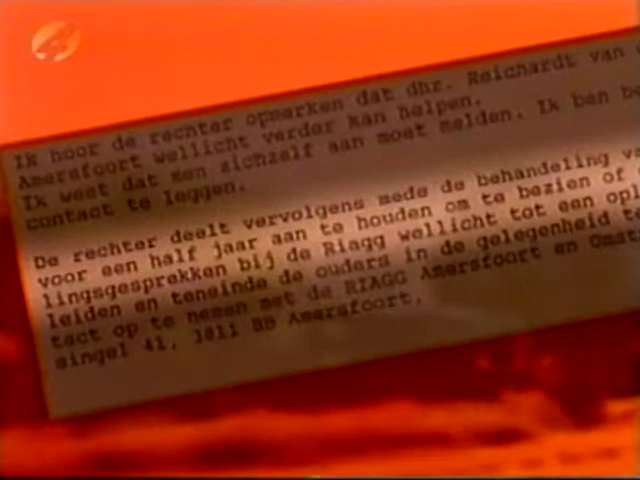 Ik hoor de rechter opmerken dat dhr. Reichardt van
Amersfoort wellicht verder kan helpen.
Ik weet dat men zichzelf aan moet melden. Ik ben be
contact te leggen.
De rechter deelt vervolgens mede de behandeling va
voor een half jaar aan te houden om te bezien of
lingsgesprekken bij de Riagg wellicht tot een opl
leiden en teneinde de ouders in de gelegenheid te
tact op te nemen met de RIAGG Amersfoort en Omst
singel 41, 3811 BB Amersfoort.